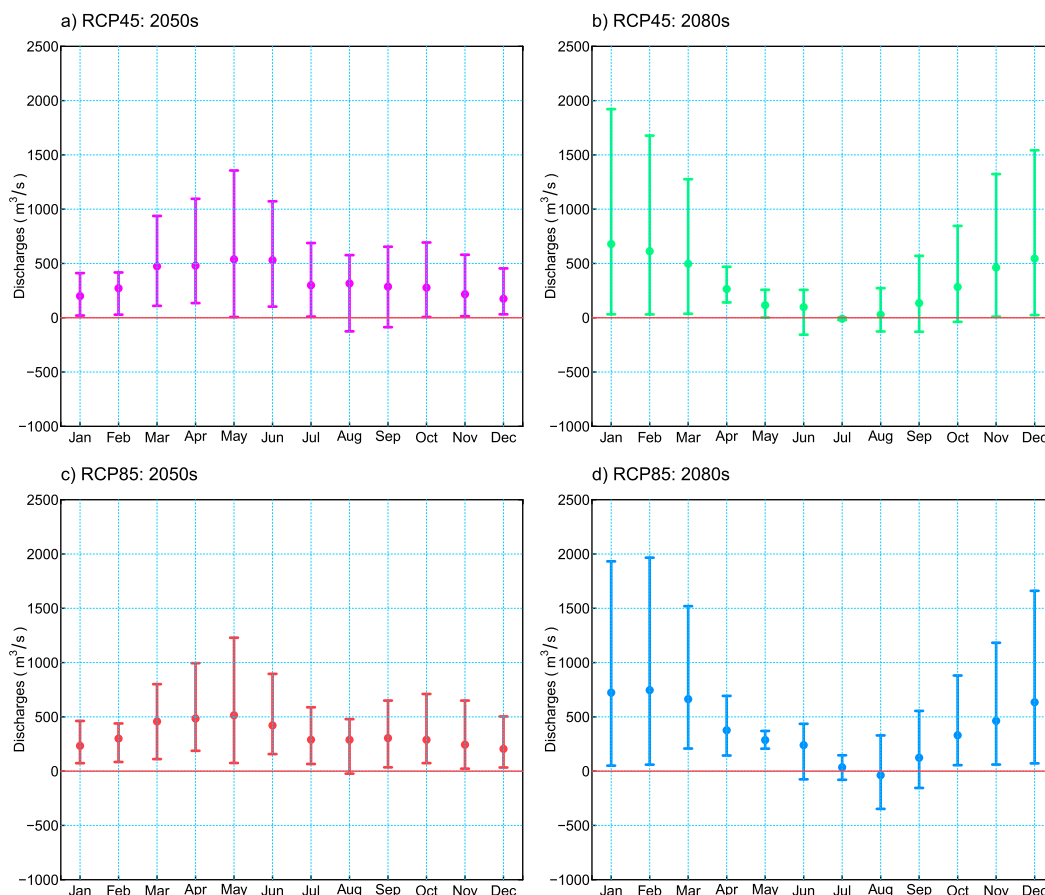 a) RCP45: 2050s
2500
2000
1500
1000
500
0
−500
−1000
Discharges ( m³/s )
Jan Feb Mar Apr May Jun Jul Aug Sep Oct Nov Dec
b) RCP45: 2080s
2500
2000
1500
1000
500
0
−500
−1000
Discharges ( m³/s )
Jan Feb Mar Apr May Jun Jul Aug Sep Oct Nov Dec
c) RCP85: 2050s
2500
2000
1500
1000
500
0
−500
−1000
Discharges ( m³/s )
Jan Feb Mar Apr May Jun Jul Aug Sep Oct Nov Dec
d) RCP85: 2080s
2500
2000
1500
1000
500
0
−500
−1000
Discharges ( m³/s )
Jan Feb Mar Apr May Jun Jul Aug Sep Oct Nov Dec